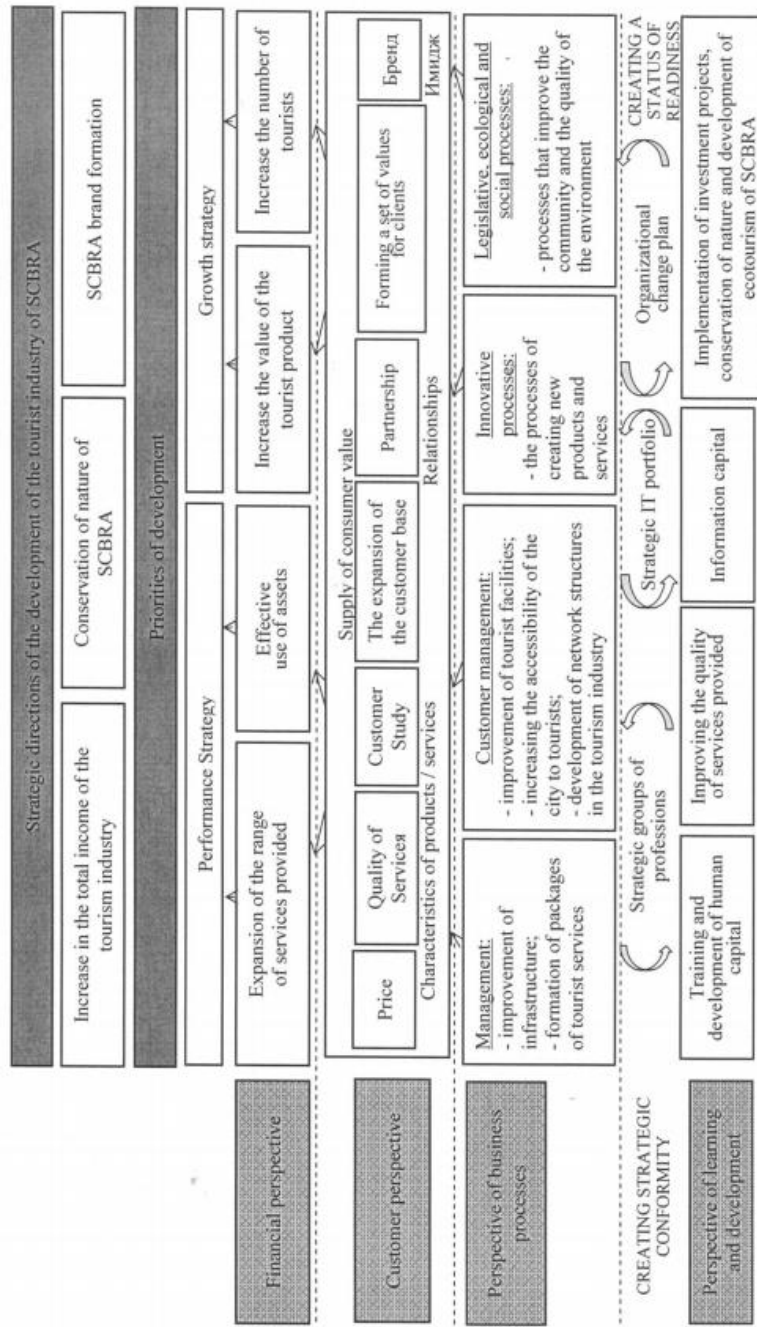 Strategic directions of the development of the tourist industry of SCBRA
Increase in the total income of the
tourism industry
Conservation of nature of
SCBRA
SCBRA brand formation
Priorities of development
Performance Strategy
Growth strategy
Financial perspective
Expansion of the range
of services provided
Effective
use of assets
Increase the value of the
tourist product
Increase the number of
tourists
Customer perspective
Supply of consumer value
Price
Quality of
Serviceя
Customer
Study
The expansion of
the customer base
Partnership
Forming a set of values
for clients
Бренд
Characteristics of products / services
Relationships
Имидж
Perspective of business
processes
Management:
- improvement of
infrastructure;
- formation of packages
of tourist services
Customer management:
- improvement of tourist facilities;
- increasing the accessibility of the
city to tourists;
- development of network structures
in the tourism industry
Innovative
processes:
- the processes of
creating new
products and
services
Legislative, ecological and
social processes:
- processes that improve the
community and the quality of
the environment
CREATING STRATEGIC
CONFORMITY
Strategic groups of
professions
Strategic IT portfolio
Organizational
change plan
CREATING A
STATUS OF
READINESS
Perspective of learning
and development
Training and
development of human
capital
Improving the quality
of services provided
Information capital
Implementation of investment projects,
conservation of nature and development of
ecotourism of SCBRA